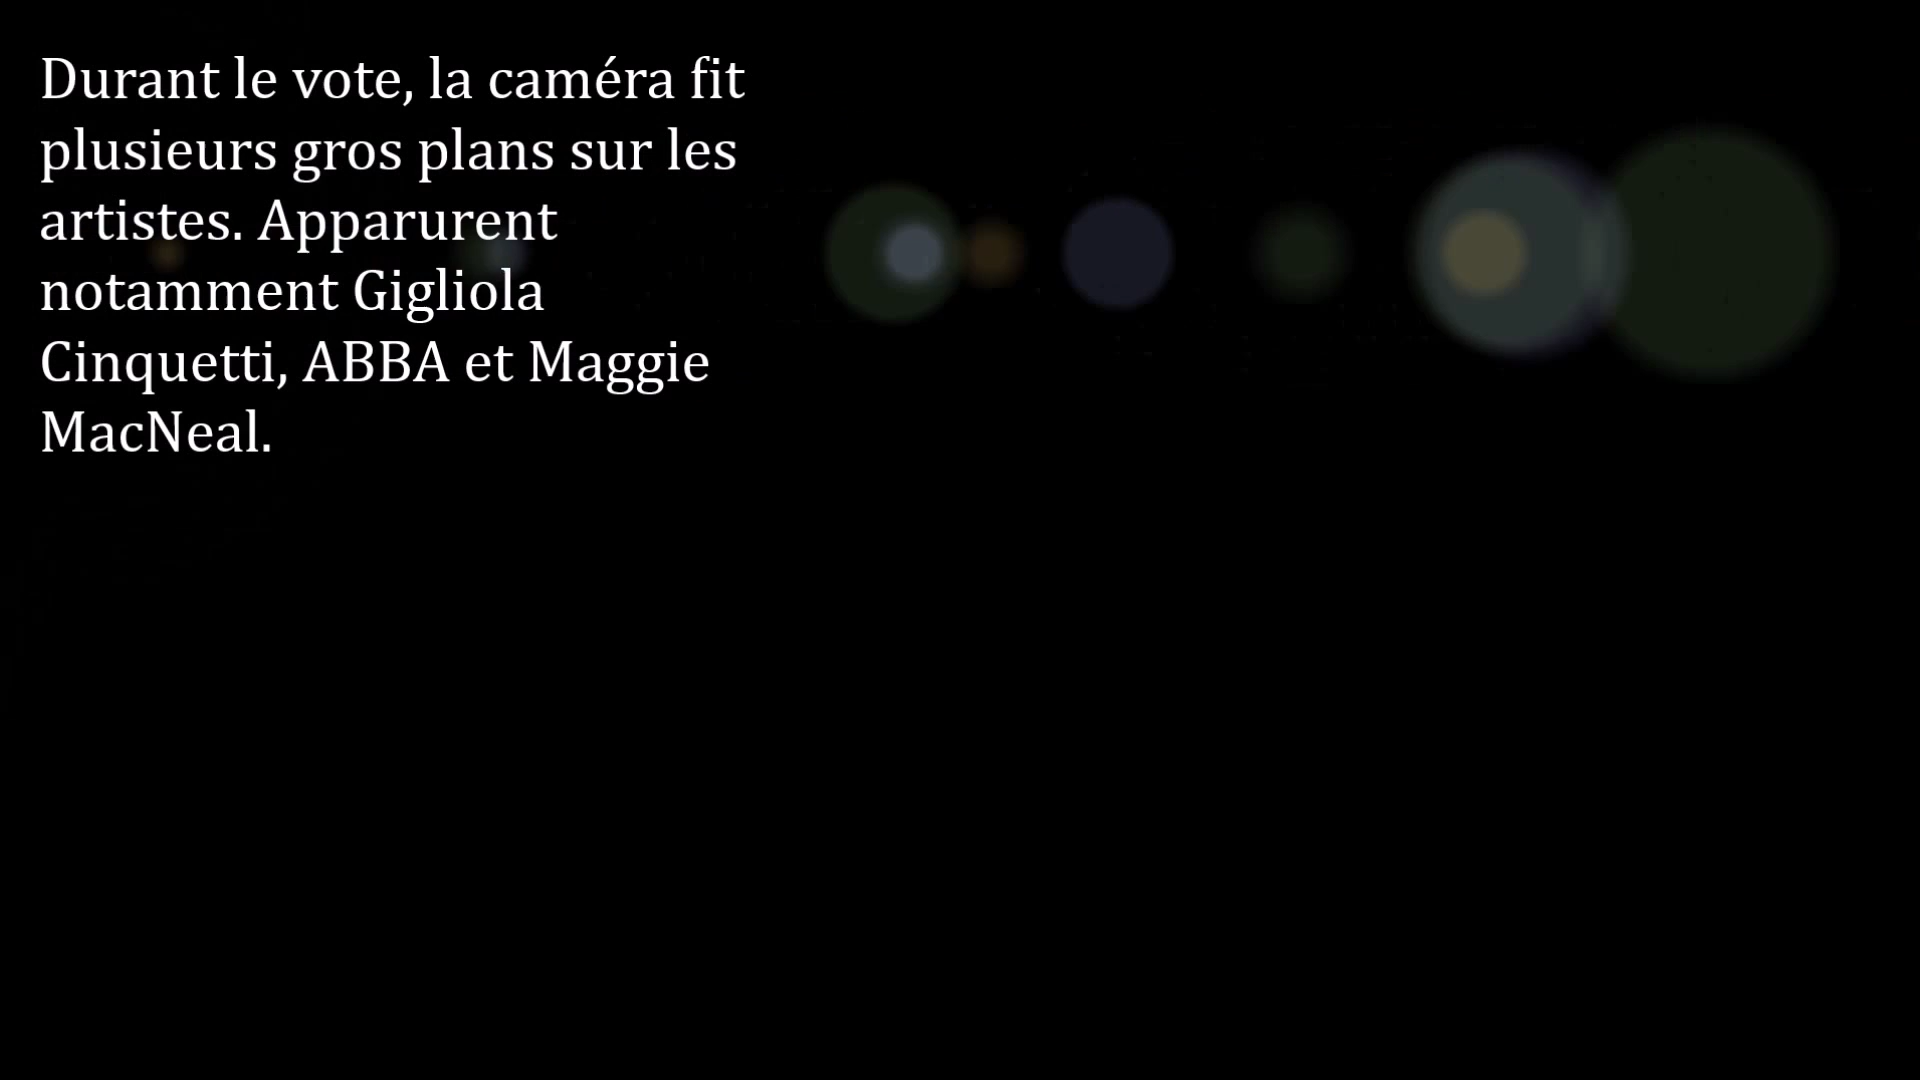 Durant le vote, la caméra fit
plusieurs gros plans sur les
artistes. Apparurent
notamment Gigliola
Cinquetti, ABBA et Maggie
MacNeal.